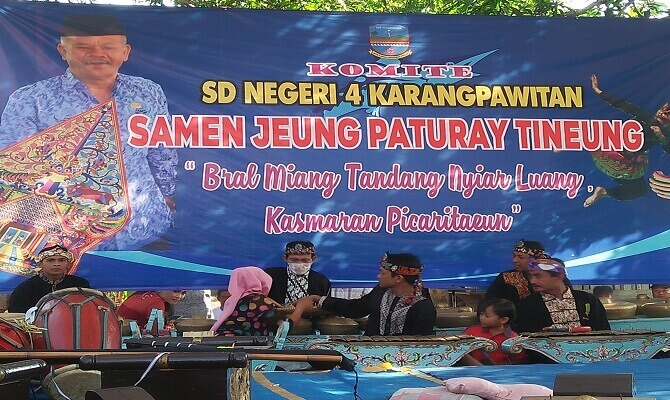 KOMITE
SD NEGERI 4 KARANGPAWITAN
SAMEN JEUNG PATURAY TINEUNG
" Bral Miang Tandang Nyiar Luang ,
Kasmaran Picaritaeun"